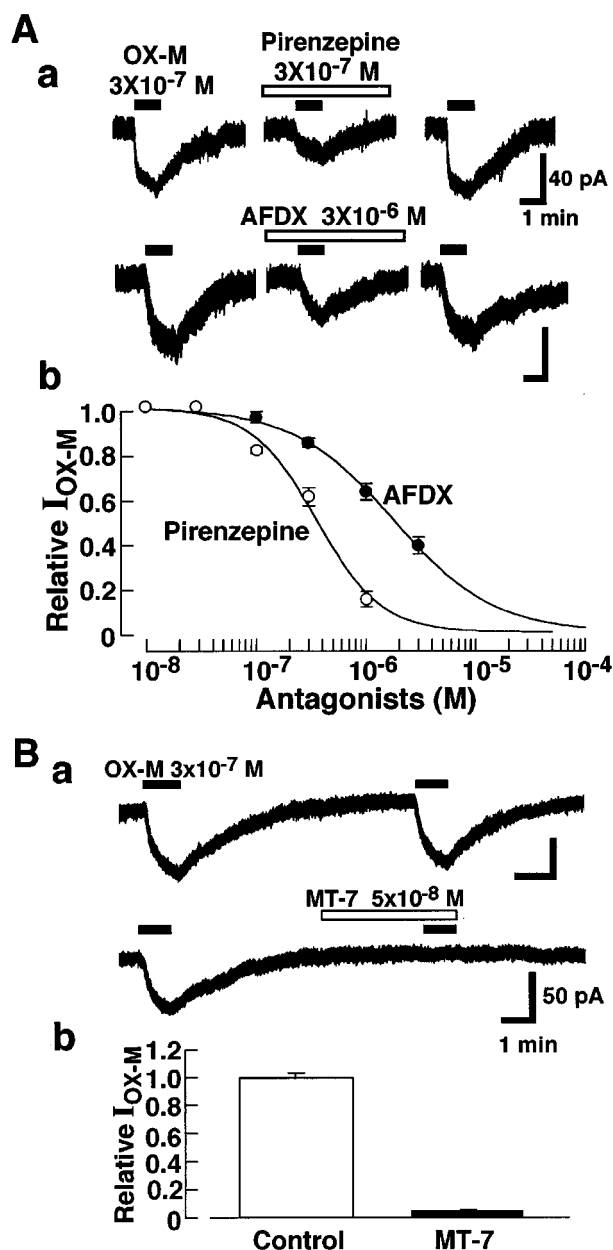 A
a
OX-M
3X10⁻⁷ M
Pirenzepine
3X10⁻⁷ M
40 pA
1 min
AFDX 3X10⁻⁶ M
b
Relative I_OX-M
1.0
0.8
0.6
0.4
0.2
0
AFDX
Pirenzepine
10⁻⁸ 10⁻⁷ 10⁻⁶ 10⁻⁵ 10⁻⁴
Antagonists (M)
B
a
OX-M 3x10⁻⁷ M
MT-7 5x10⁻⁸ M
50 pA
1 min
b
Relative I_OX-M
1.2
1.0
0.8
0.6
0.4
0.2
0
Control MT-7